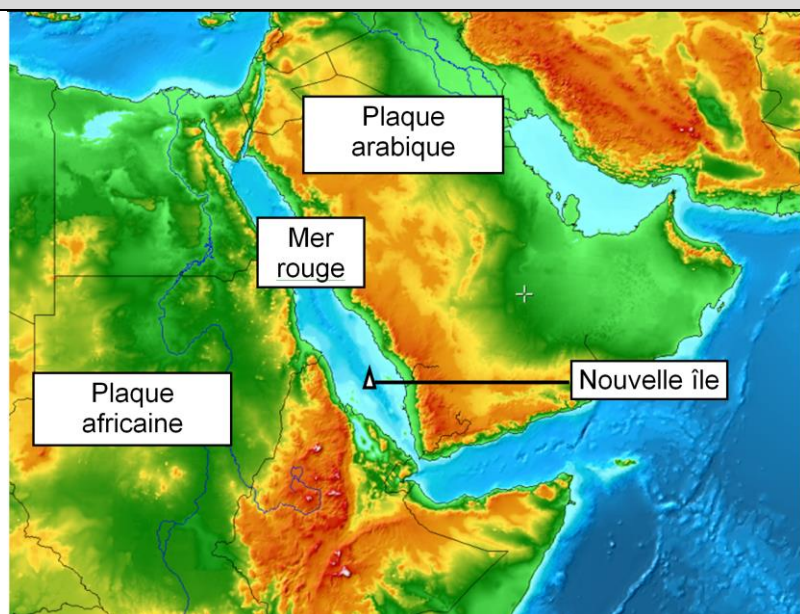 Plaque
arabique
Mer
rouge
Nouvelle île
Plaque
africaine